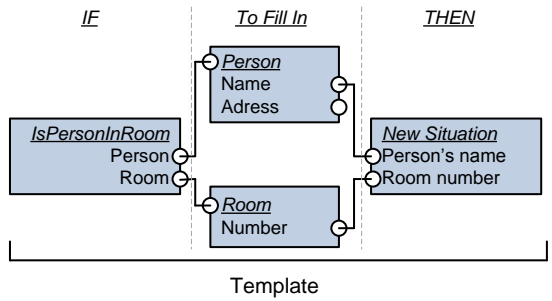 IF
To Fill In
THEN
Person
Name
Adress
IsPersonInRoom
Person
Room
New Situation
Person's name
Room number
Room
Number
Template